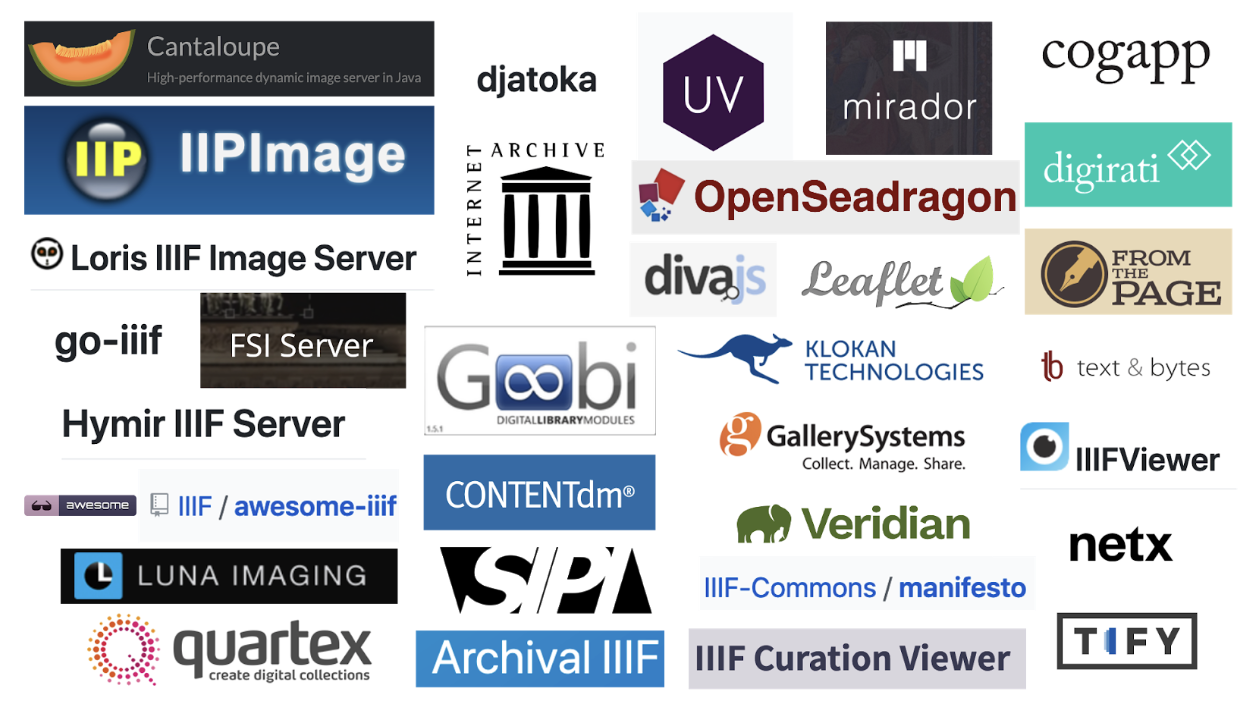 Cantaloupe
High-performance dynamic image server in Java
IIP
IIPImage
Loris IIIF Image Server
go-iiif
FSI Server
Hymir IIIF Server
awesome
IIIF / awesome-iiif
LUNA IMAGING
quartex
create digital collections
djatoka
INTERNET
ARCHIVE
Goobi
DIGITALLIBRARYMODULES
1.5.1
CONTENTdm®
S/P/I
Archival IIIF
UV
mirador
OpenSeadragon
divajs
Leaflet
KLOKAN
TECHNOLOGIES
g
GallerySystems
Collect. Manage. Share.
Veridian
IIIF-Commons / manifesto
IIIF Curation Viewer
cogapp
digirati
FROM
THE
PAGE
tb text & bytes
IIIFViewer
netx
TIFY